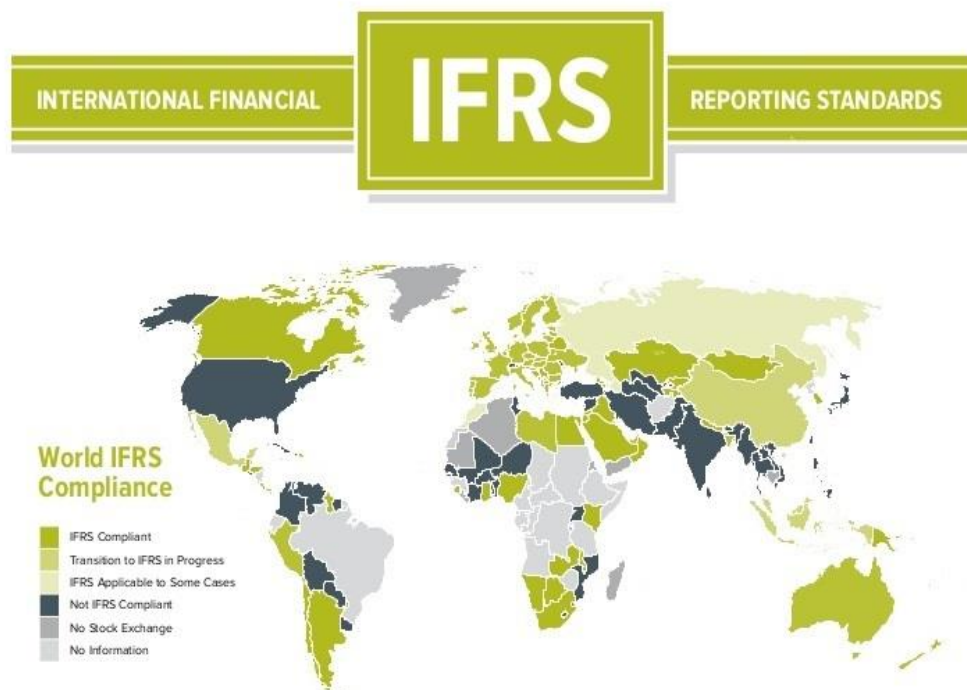 INTERNATIONAL FINANCIAL
IFRS
REPORTING STANDARDS
World IFRS
Compliance
IFRS Compliant
Transition to IFRS in Progress
IFRS Applicable to Some Cases
Not IFRS Compliant
No Stock Exchange
No Information